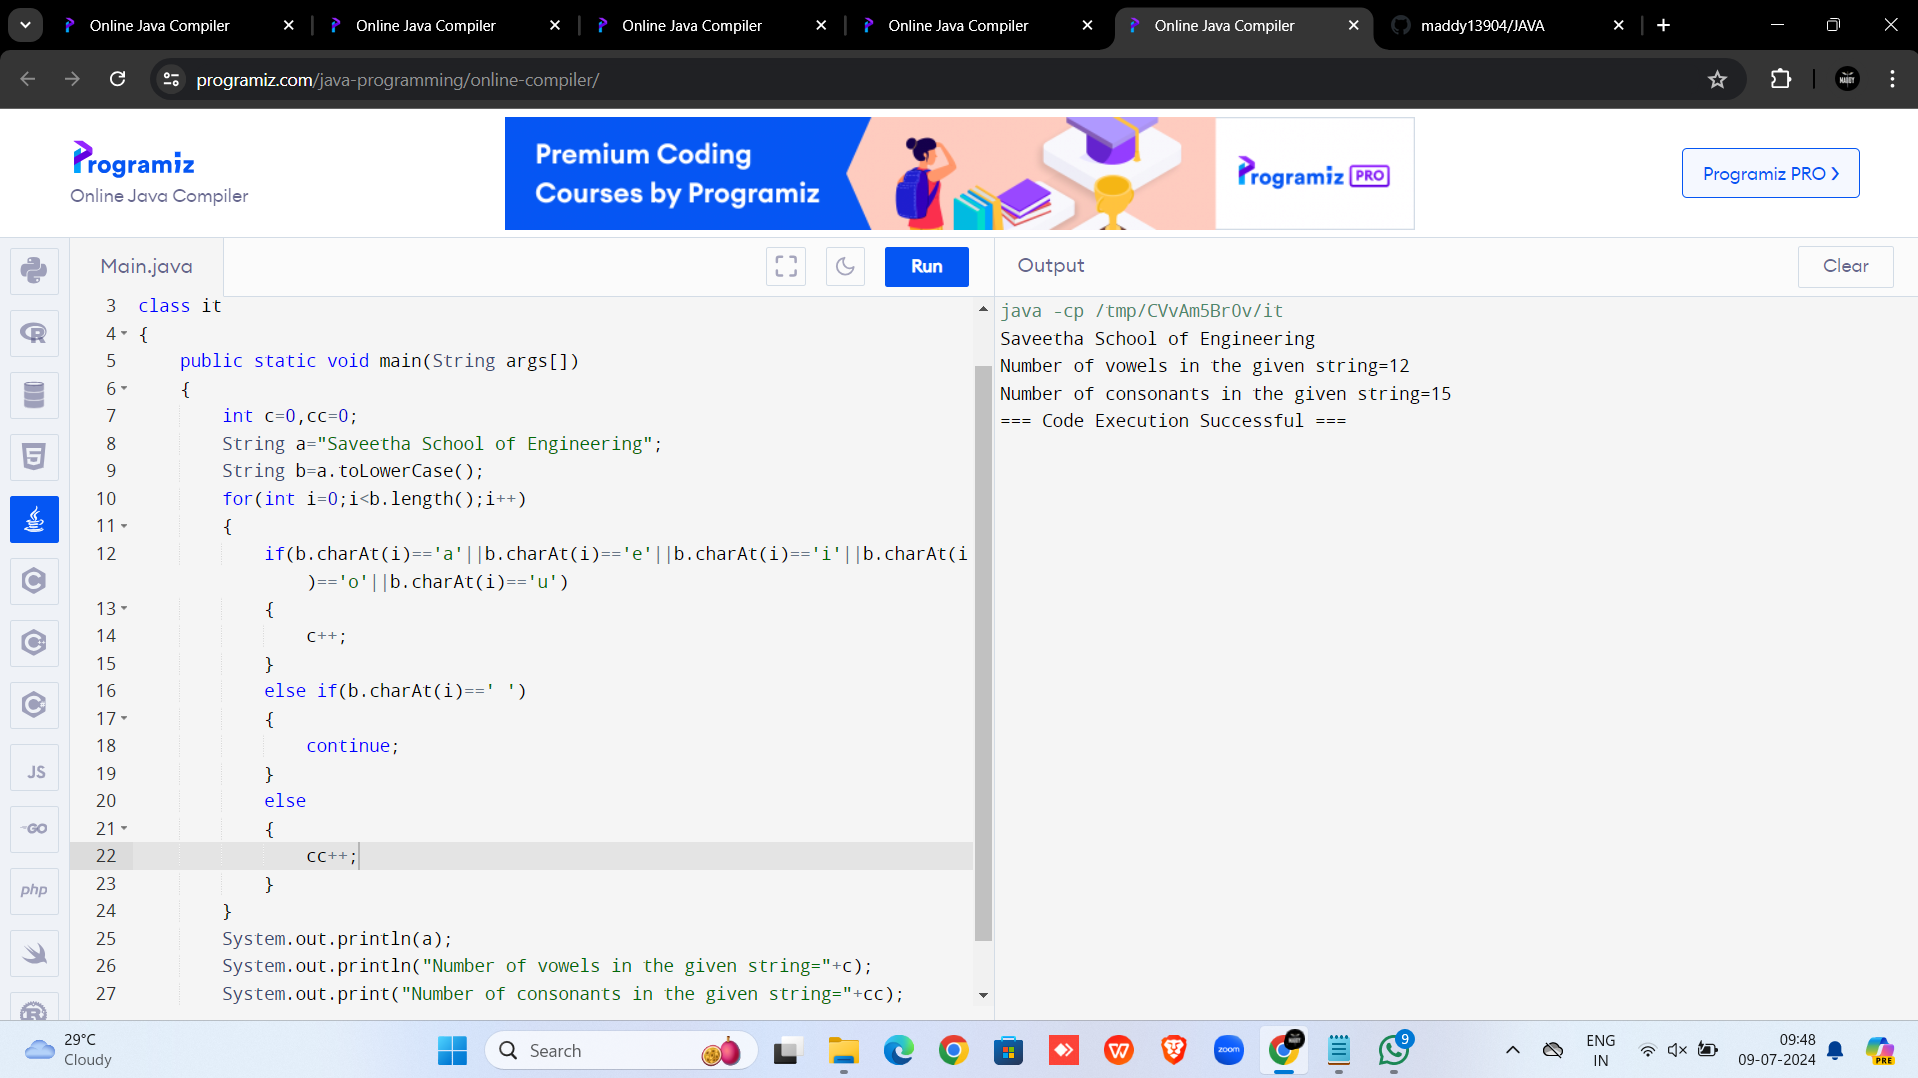 Online Java Compiler
Online Java Compiler
Online Java Compiler
Online Java Compiler
Online Java Compiler
maddy13904/JAVA
programiz.com/java-programming/online-compiler/
Programiz
Online Java Compiler
Premium Coding
Courses by Programiz
Programiz PRO
Programiz PRO
Main.java
Run
Output
Clear
3 class it
4 {
5 public static void main(String args[])
6 {
7 int c=0,cc=0;
8 String a="Saveetha School of Engineering";
9 String b=a.toLowerCase();
10 for(int i=0;i<b.length();i++)
11 {
12 if(b.charAt(i)=='a'||b.charAt(i)=='e'||b.charAt(i)=='i'||b.charAt(i
)=='o'||b.charAt(i)=='u')
13 {
14 c++;
15 }
16 else if(b.charAt(i)==' ')
17 {
18 continue;
19 }
20 else
21 {
22 cc++;
23 }
24 }
25 System.out.println(a);
26 System.out.println("Number of vowels in the given string="+c);
27 System.out.print("Number of consonants in the given string="+cc);
java -cp /tmp/CVvAm5Br0v/it
Saveetha School of Engineering
Number of vowels in the given string=12
Number of consonants in the given string=15
=== Code Execution Successful ===
JS
GO
php
29°C
Cloudy
Search
zoom
9
ENG
IN
09:48
09-07-2024
PRE